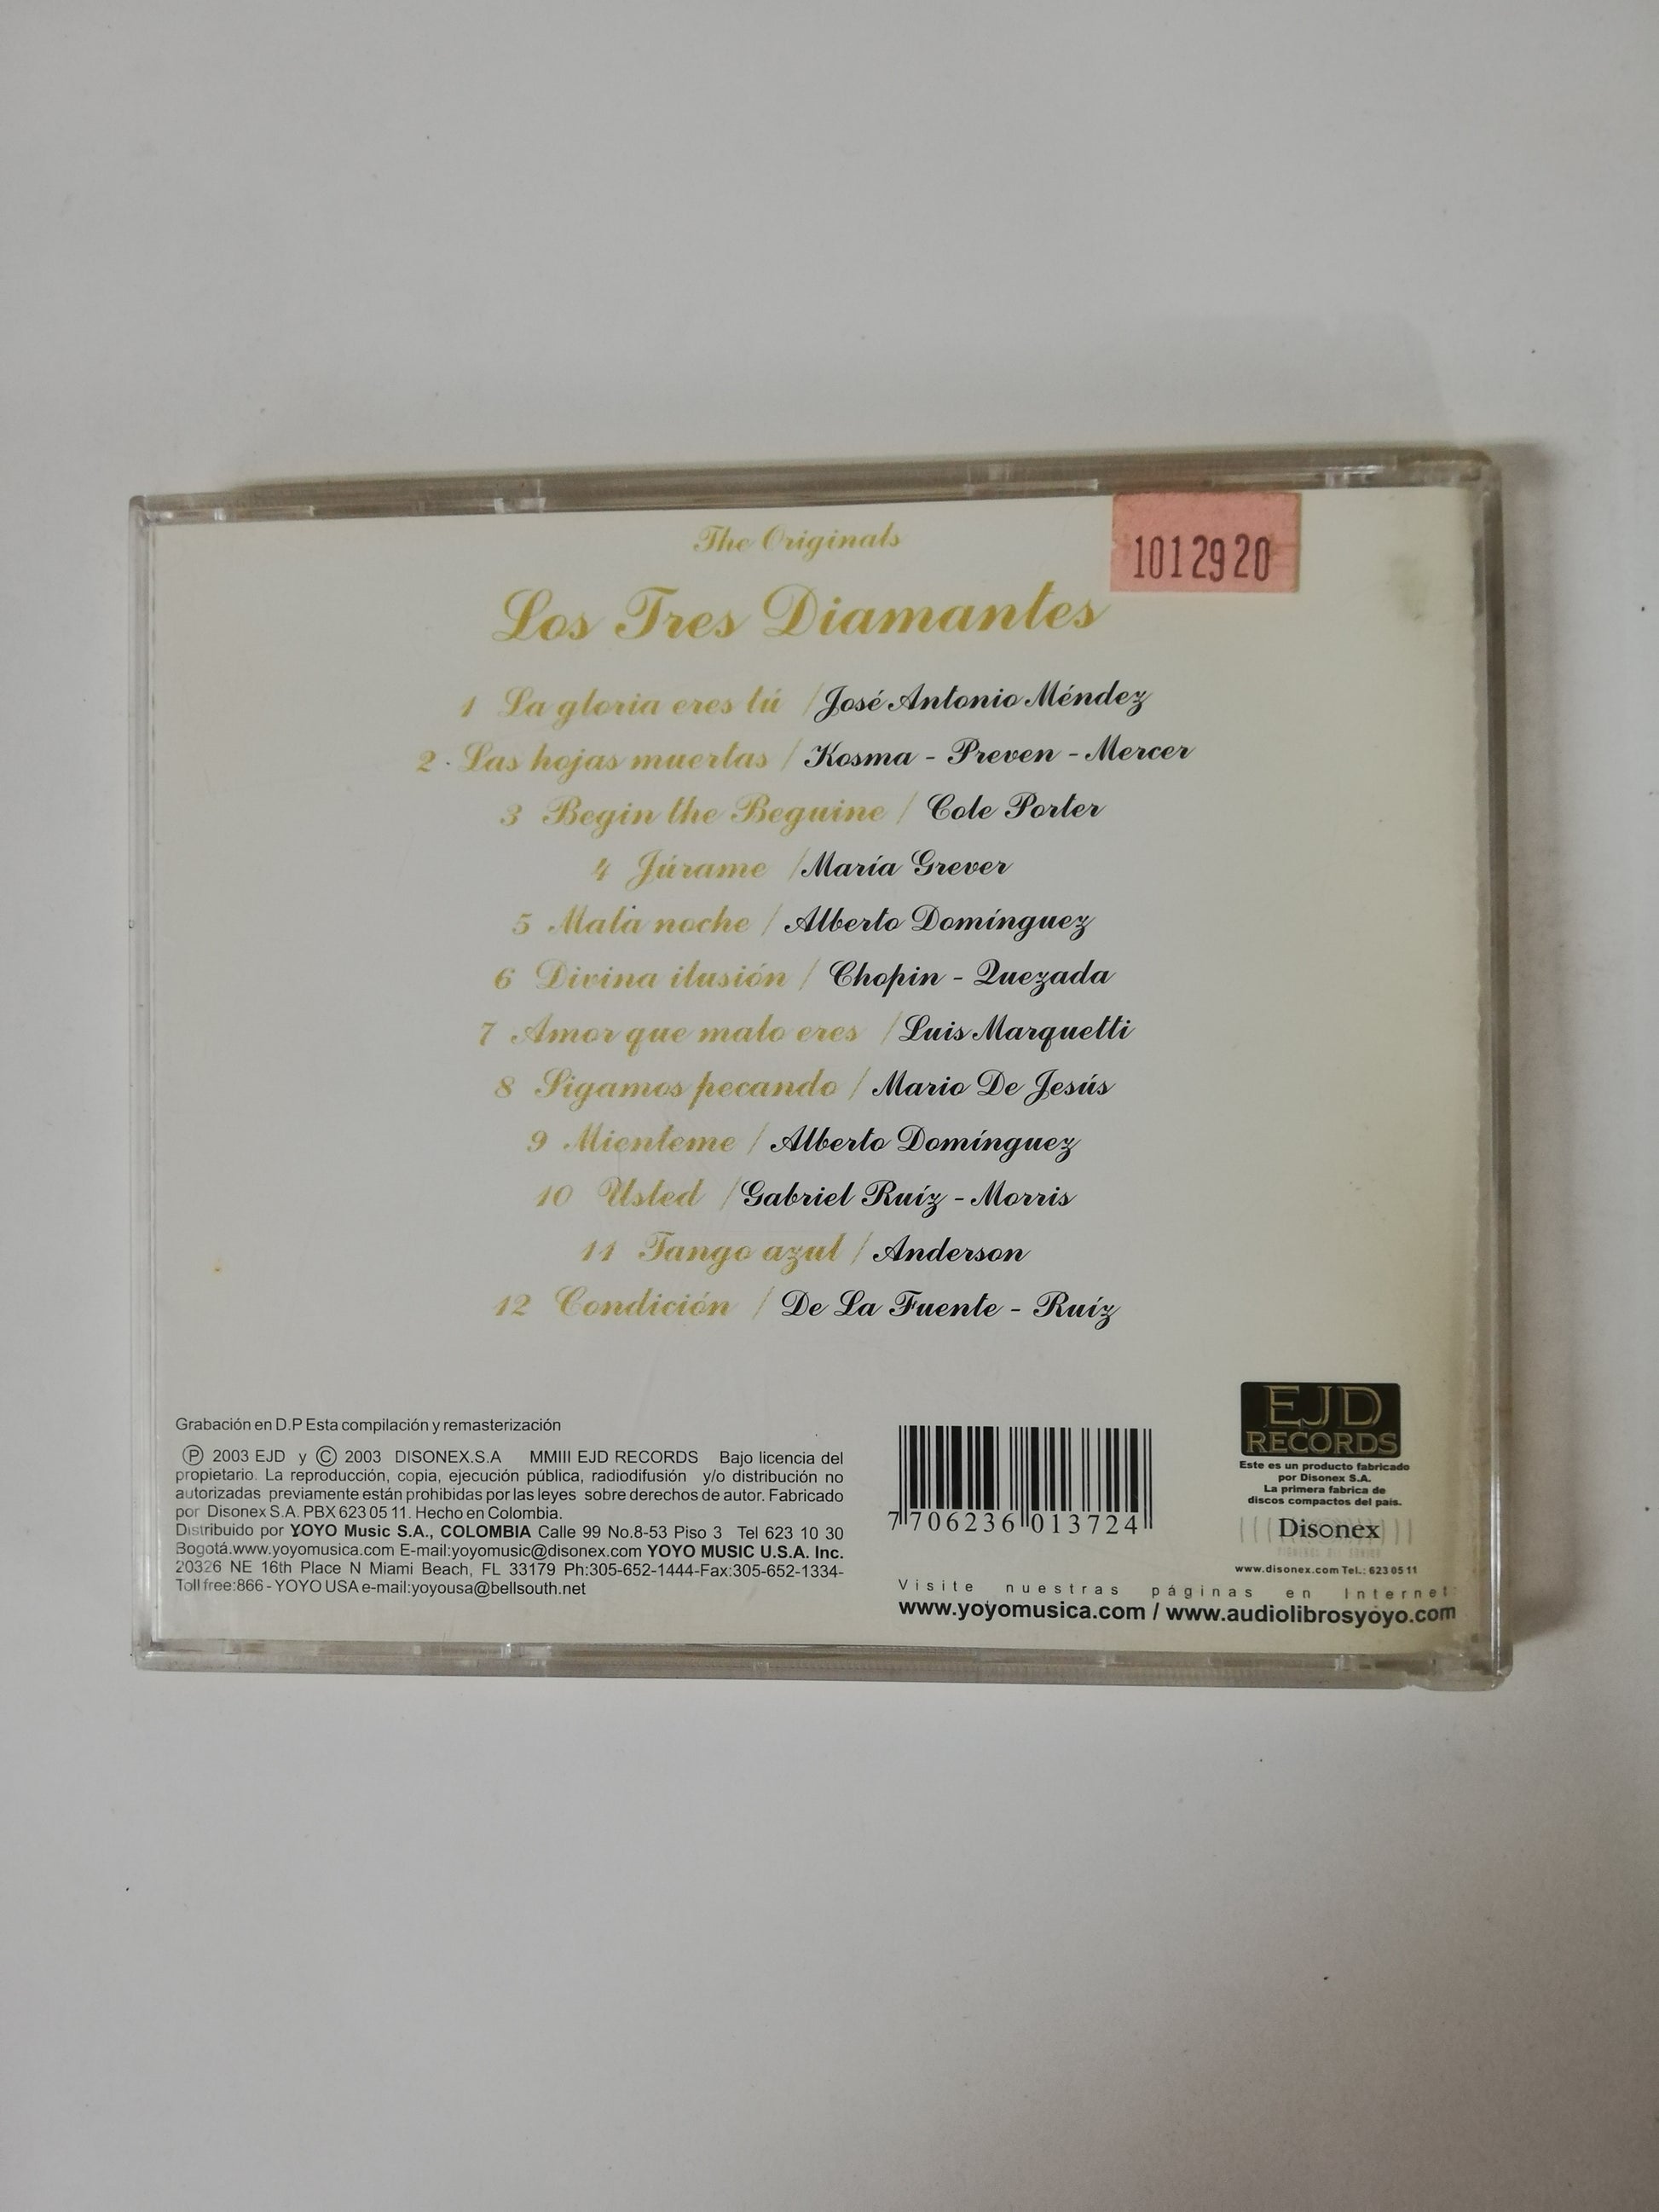 The Originals
1012920
Los Tres Diamantes
1 La gloria eres tú / José Antonio Méndez
2. Las hojas muertas / Kosma - Preven - Mercer
3 Begin the Beguine / Cole Porter
4 Júrame / María Grever
5 Mala noche / Alberto Domínguez
6 Divina ilusión / Chopin - Quezada
7 Amor que malo eres / Luis Marquetti
8 Sigamos pecando / Mario De Jesús
9 Mienteme / Alberto Domínguez
10 Usted / Gabriel Ruíz - Morris
11 Tango azul / Anderson
12 Condición / De La Fuente - Ruíz
Grabación en D.P Esta compilación y remasterización
Ⓟ 2003 EJD y © 2003 DISONEX.S.A MMIII EJD RECORDS Bajo licencia del
propietario. La reproducción, copia, ejecución pública, radiodifusión y/o distribución no
autorizadas previamente están prohibidas por las leyes sobre derechos de autor. Fabricado
por Disonex S.A. PBX 623 05 11. Hecho en Colombia.
Distribuido por YOYO Music S.A., COLOMBIA Calle 99 No.8-53 Piso 3 Tel 623 10 30
Bogotá.www.yoyomusica.com E-mail:yoyomusic@disonex.com YOYO MUSIC U.S.A. Inc.
20326 NE 16th Place N Miami Beach, FL 33179 Ph:305-652-1444-Fax:305-652-1334-
Toll free:866 - YOYO USA e-mail:yoyousa@bellsouth.net
7 706236 013724
EJD
RECORDS
Este es un producto fabricado
por Disonex S.A.
La primera fabrica de
discos compactos del país.
Disonex
www.disonex.com Tel.: 623 05 11
Visite nuestras páginas en Internet
www.yoyomusica.com / www.audiolibrosyoyo.com